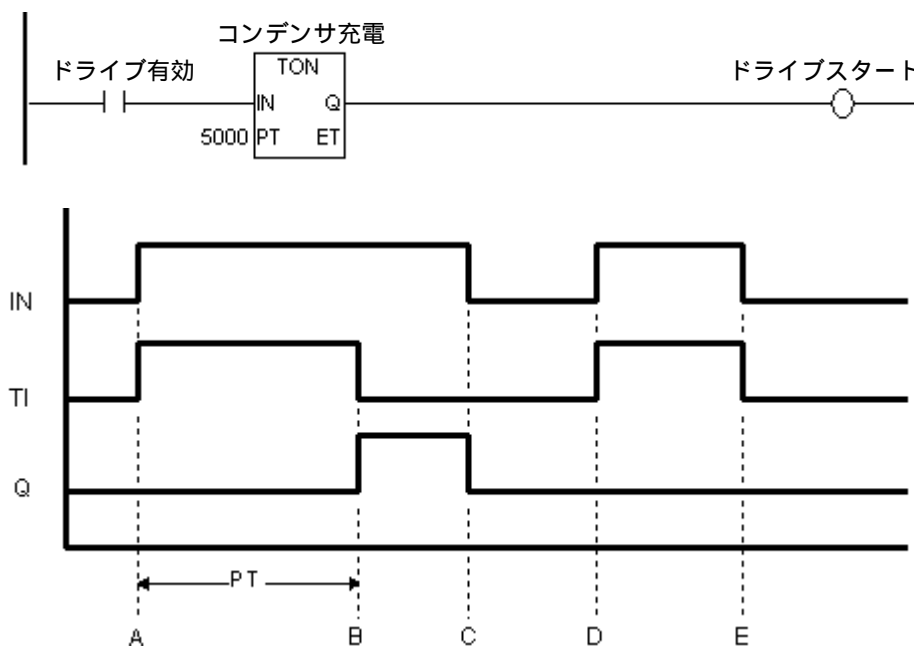 コンデンサ充電
ドライブ有効
TON
ドライブスタート
IN Q
5000 PT ET
IN
TI
Q
PT
A B C D E